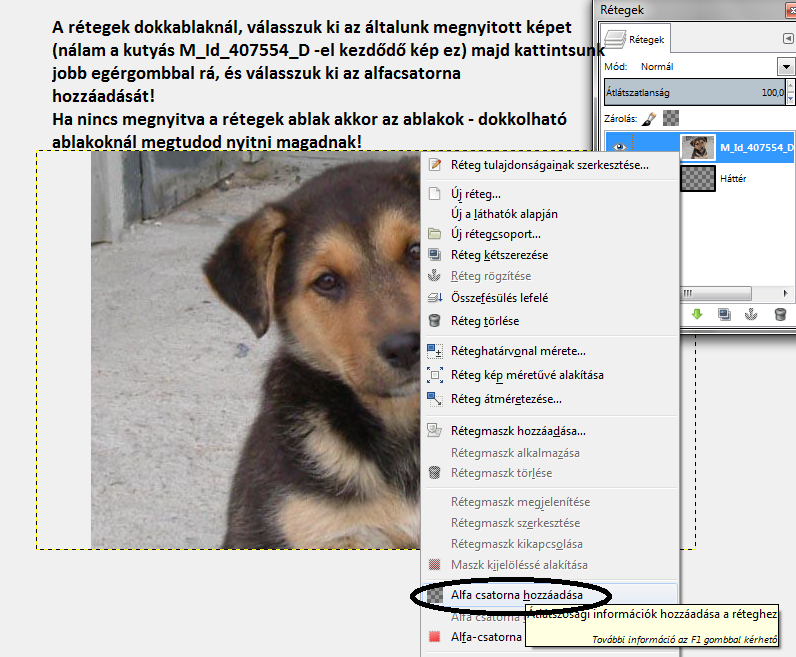 A rétegek dokkablaknál, válasszuk ki az általunk megnyitott képet
(nálam a kutyás M_Id_407554_D -el kezdődő kép ez) majd kattintsunk
jobb egérgombbal rá, és válasszuk ki az alfacsatorna
hozzáadását!
Ha nincs megnyitva a rétegek ablak akkor az ablakok - dokkolható
ablakoknál megtudod nyitni magadnak!
Rétegek
Rétegek
Mód: Normál
Átlátszatlanság 100,0
Zárolás:
M_Id_407554_D
Háttér
Réteg tulajdonságainak szerkesztése...
Új réteg...
Új a láthatók alapján
Új rétegcsoport...
Réteg kétszerezése
Réteg rögzítése
Összefésülés lefelé
Réteg törlése
Réteghatárvonal mérete...
Réteg kép méretűvé alakítása
Réteg átméretezése...
Rétegmaszk hozzáadása...
Rétegmaszk alkalmazása
Rétegmaszk törlése
Rétegmaszk megjelenítése
Rétegmaszk szerkesztése
Rétegmaszk kikapcsolása
Maszk kijelöléssé alakítása
Alfa csatorna hozzáadása
Átlátszósági információk hozzáadása a réteghez
Alfa csatorna
További információ az F1 gombbal kérhető
Alfa-csatorna